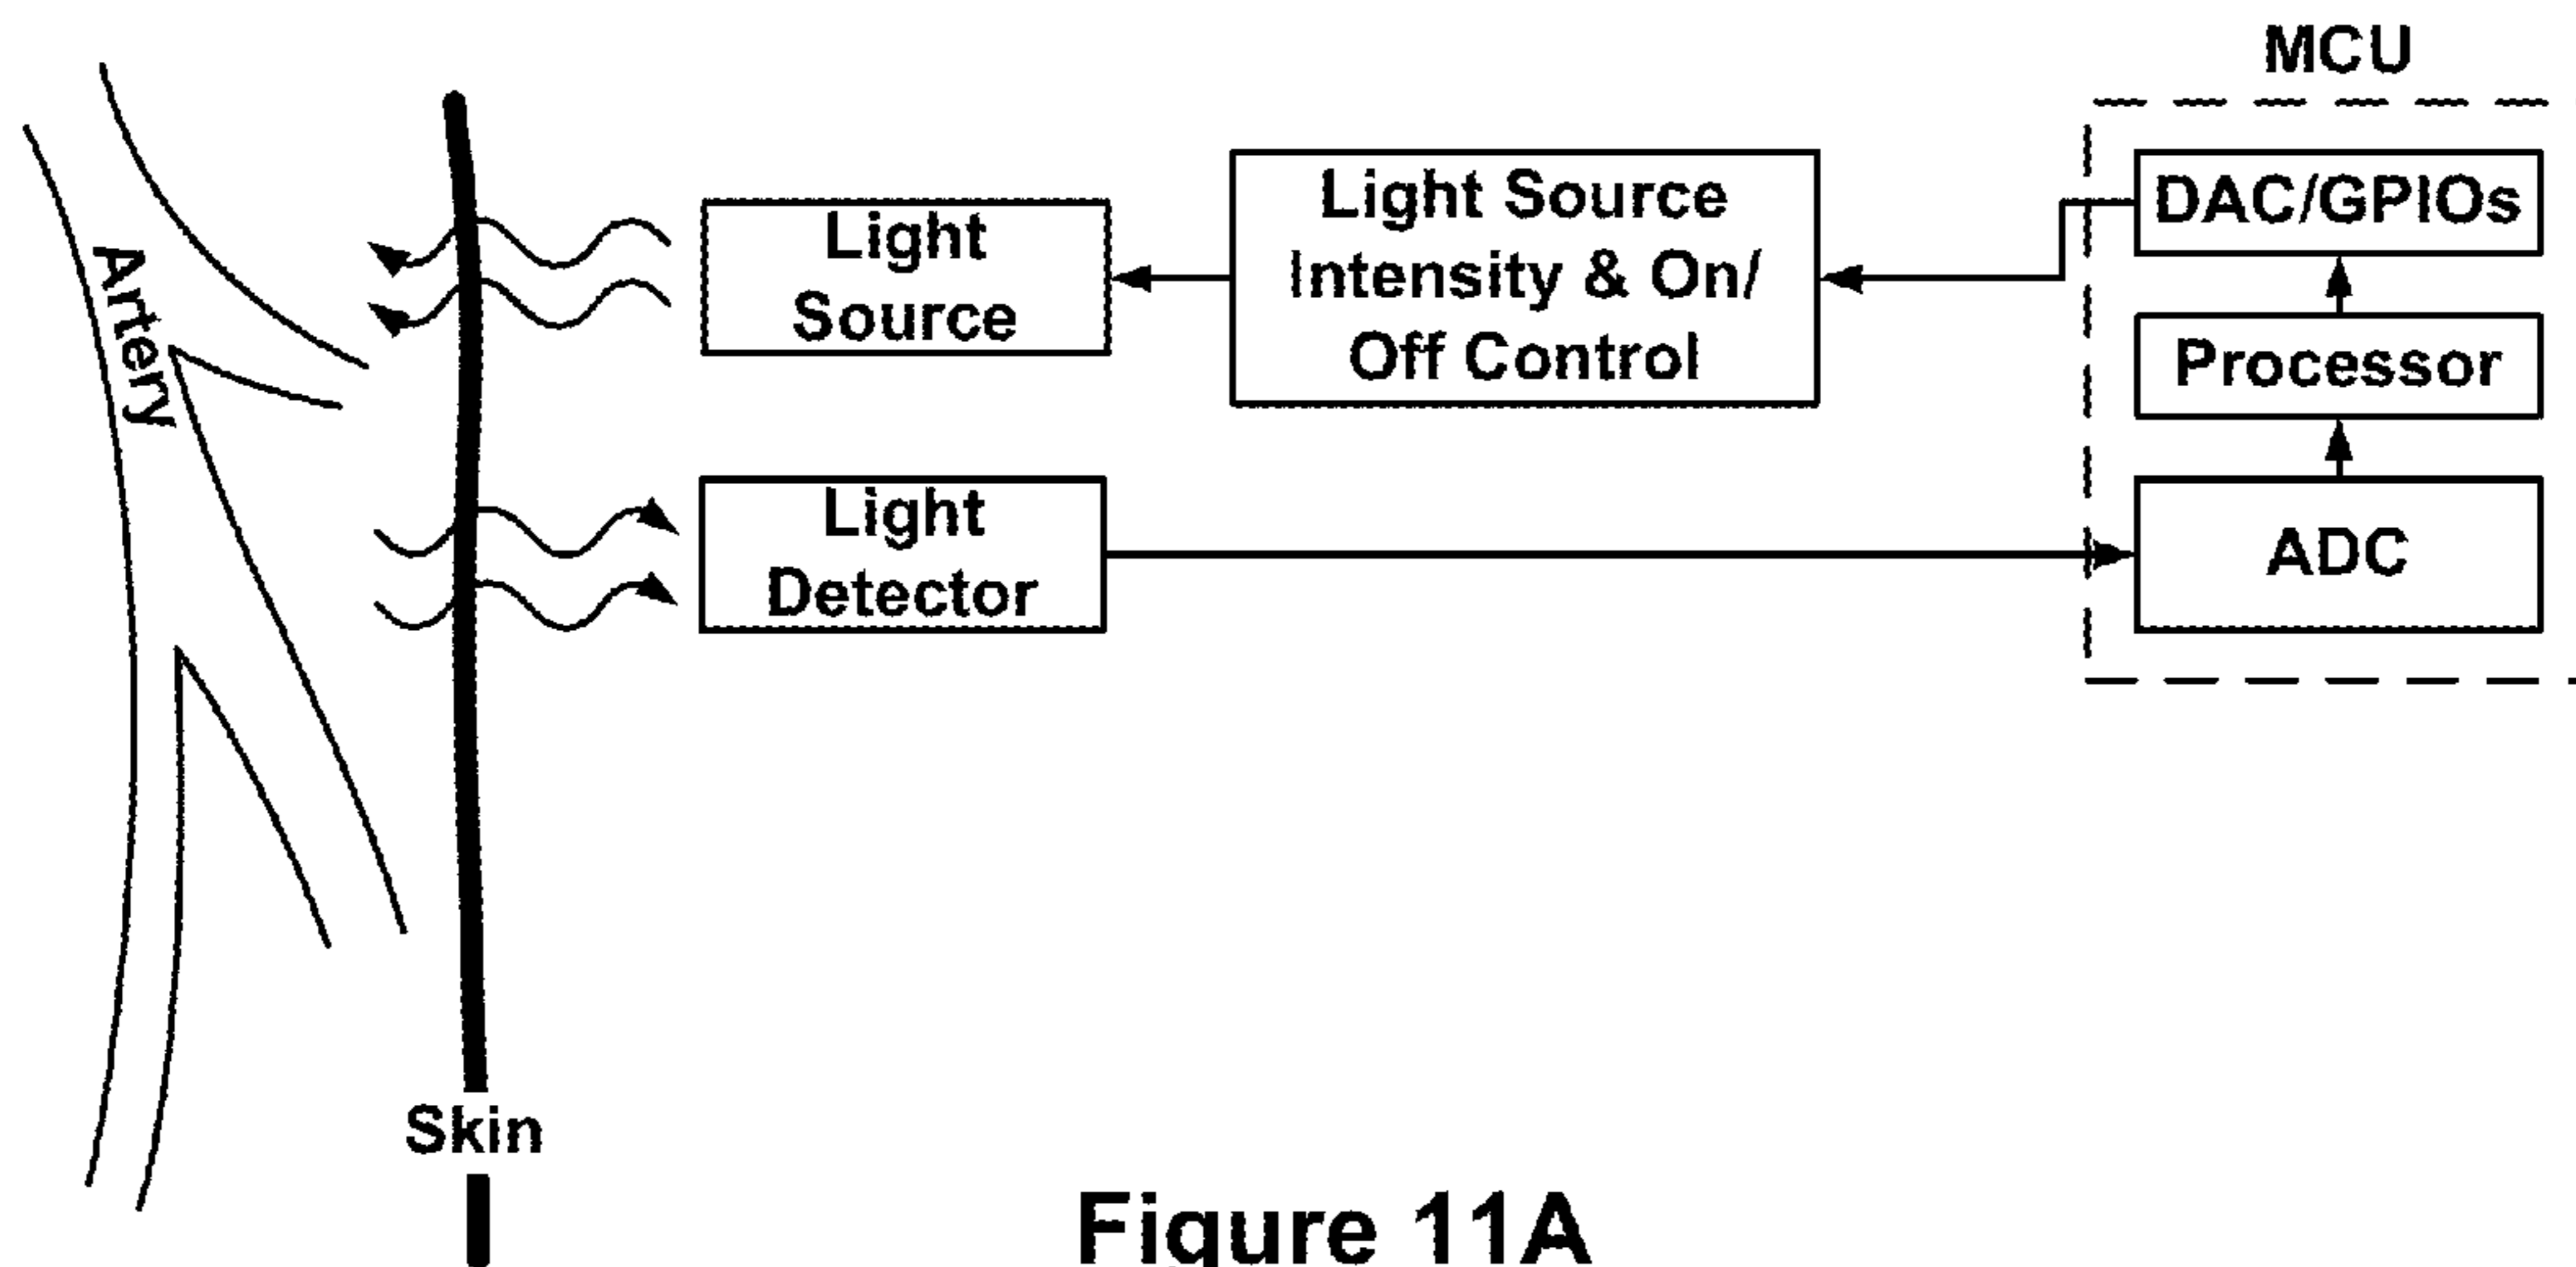 MCU
Light Source
Intensity & On/
Off Control
DAC/GPIOs
Light
Source
Artery
Processor
Light
Detector
ADC
Skin
Figure 11A